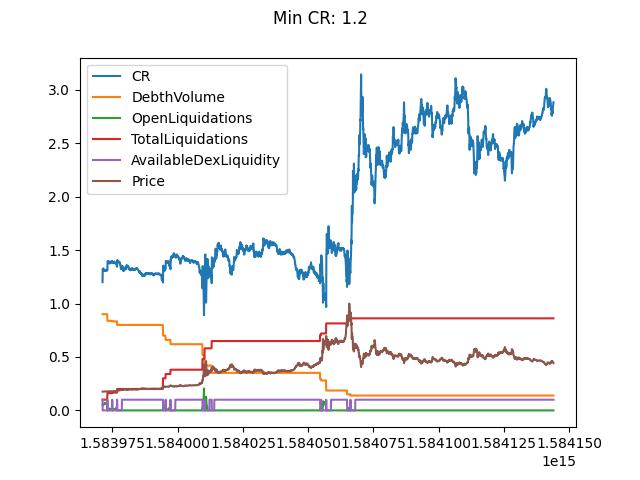 Min CR: 1.2
CR
DebthVolume
OpenLiquidations
TotalLiquidations
AvailableDexLiquidity
Price
3.0
2.5
2.0
1.5
1.0
0.5
0.0
1.583975 1.584000 1.584025 1.584050 1.584075 1.584100 1.584125 1.584150
1e15